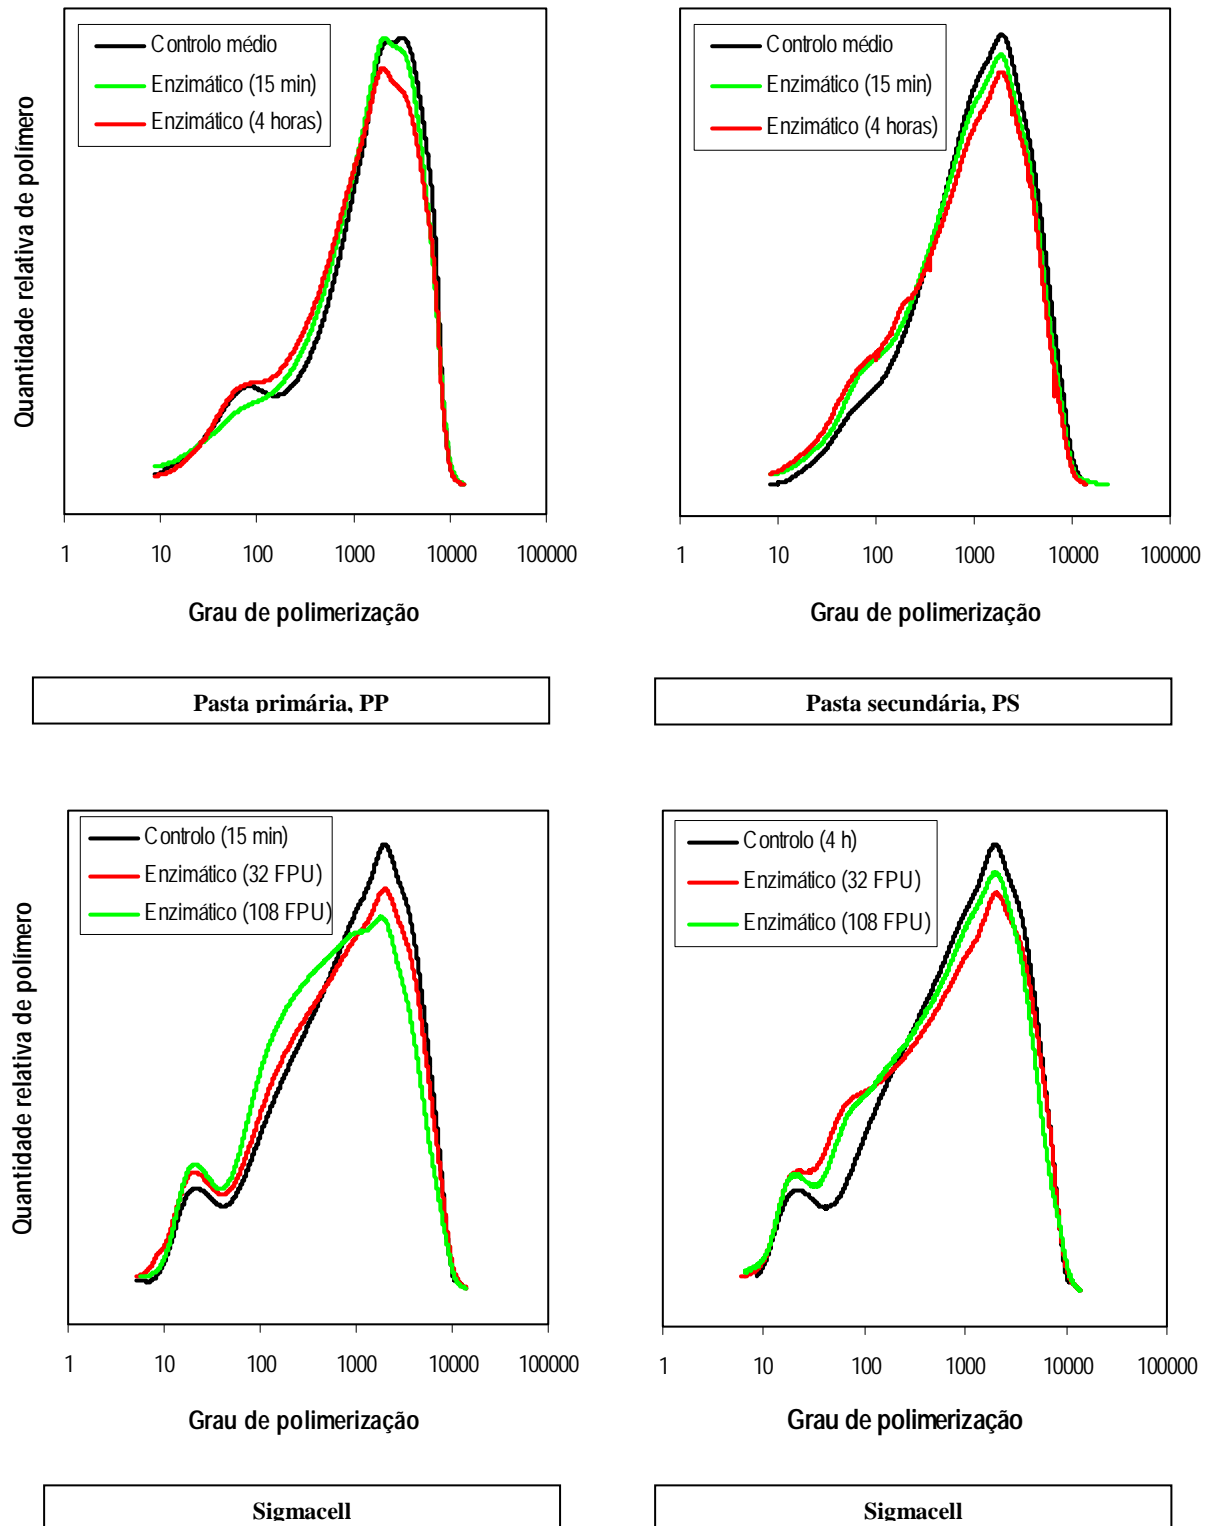 Controlo médio
Enzimático (15 min)
Enzimático (4 horas)
Quantidade relativa de polímero
1 10 100 1000 10000 100000
Grau de polimerização
Pasta primária, PP
Controlo médio
Enzimático (15 min)
Enzimático (4 horas)
1 10 100 1000 10000 100000
Grau de polimerização
Pasta secundária, PS
Controlo (15 min)
Enzimático (32 FPU)
Enzimático (108 FPU)
Quantidade relativa de polímero
1 10 100 1000 10000 100000
Grau de polimerização
Sigmacell
Controlo (4 h)
Enzimático (32 FPU)
Enzimático (108 FPU)
1 10 100 1000 10000 100000
Grau de polimerização
Sigmacell